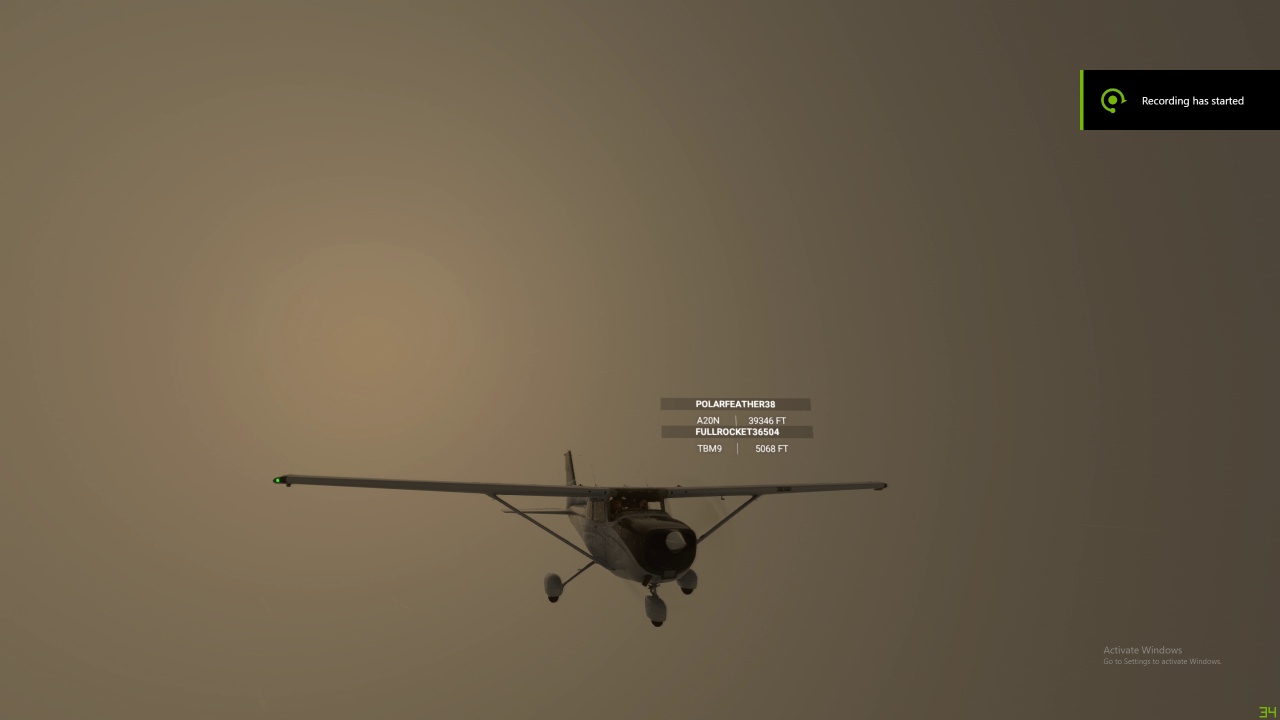 Recording has started
POLARFEATHER38
A20N | 39346 FT
FULLROCKET36504
TBM9 | 5068 FT
Activate Windows
Go to Settings to activate Windows.
34